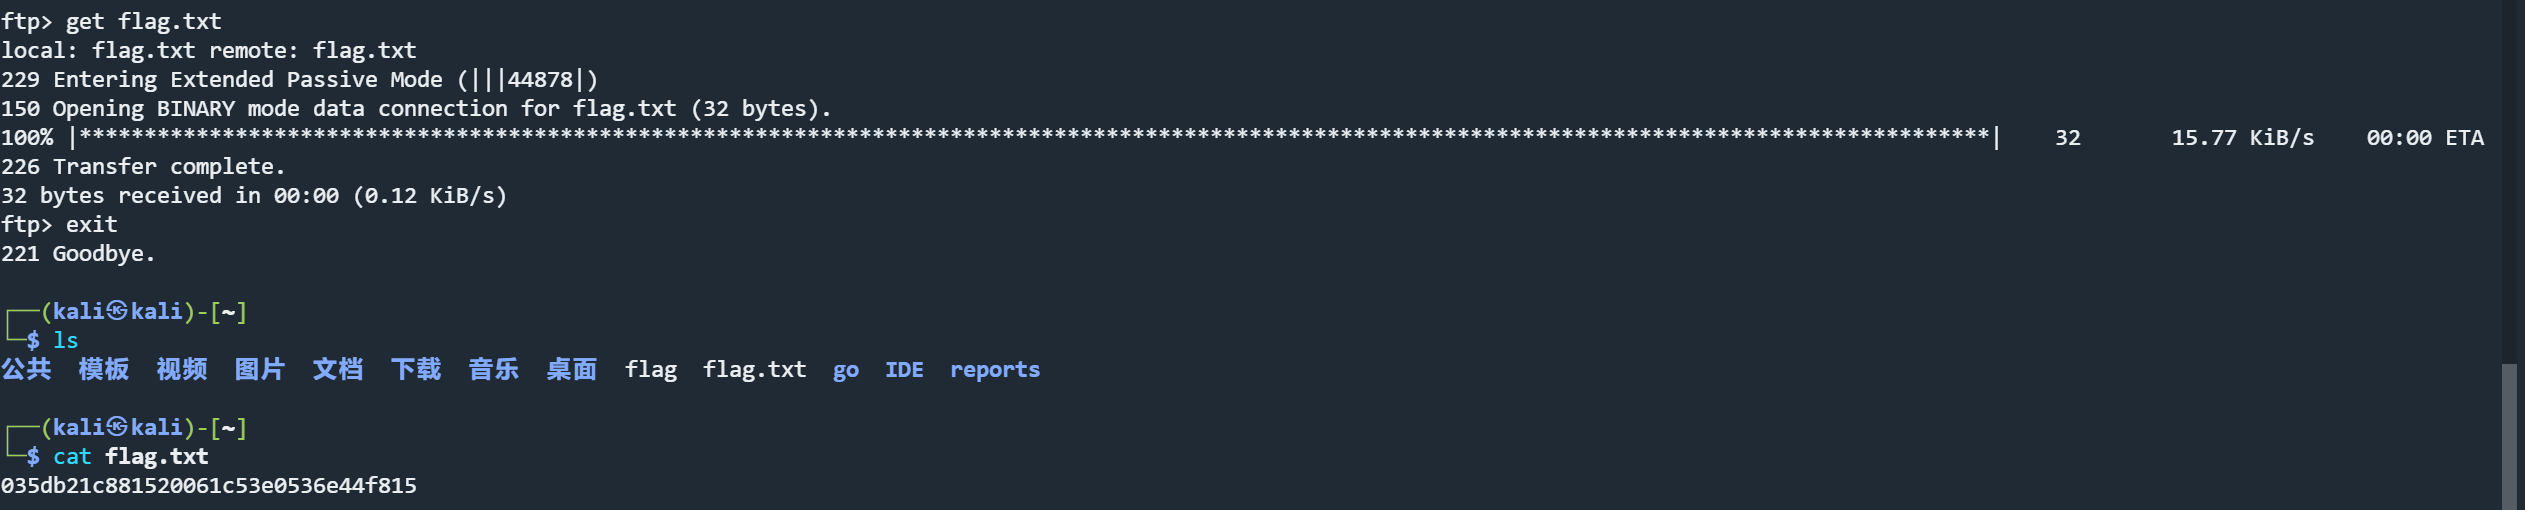 ftp> get flag.txt
local: flag.txt remote: flag.txt
229 Entering Extended Passive Mode (|||44878|)
150 Opening BINARY mode data connection for flag.txt (32 bytes).
100% |********************************************************************************************************************************************| 32 15.77 KiB/s 00:00 ETA
226 Transfer complete.
32 bytes received in 00:00 (0.12 KiB/s)
ftp> exit
221 Goodbye.
┌──(kali㉿kali)-[~]
└─$ ls
公共 模板 视频 图片 文档 下载 音乐 桌面 flag flag.txt go IDE reports
┌──(kali㉿kali)-[~]
└─$ cat flag.txt
035db21c881520061c53e0536e44f815